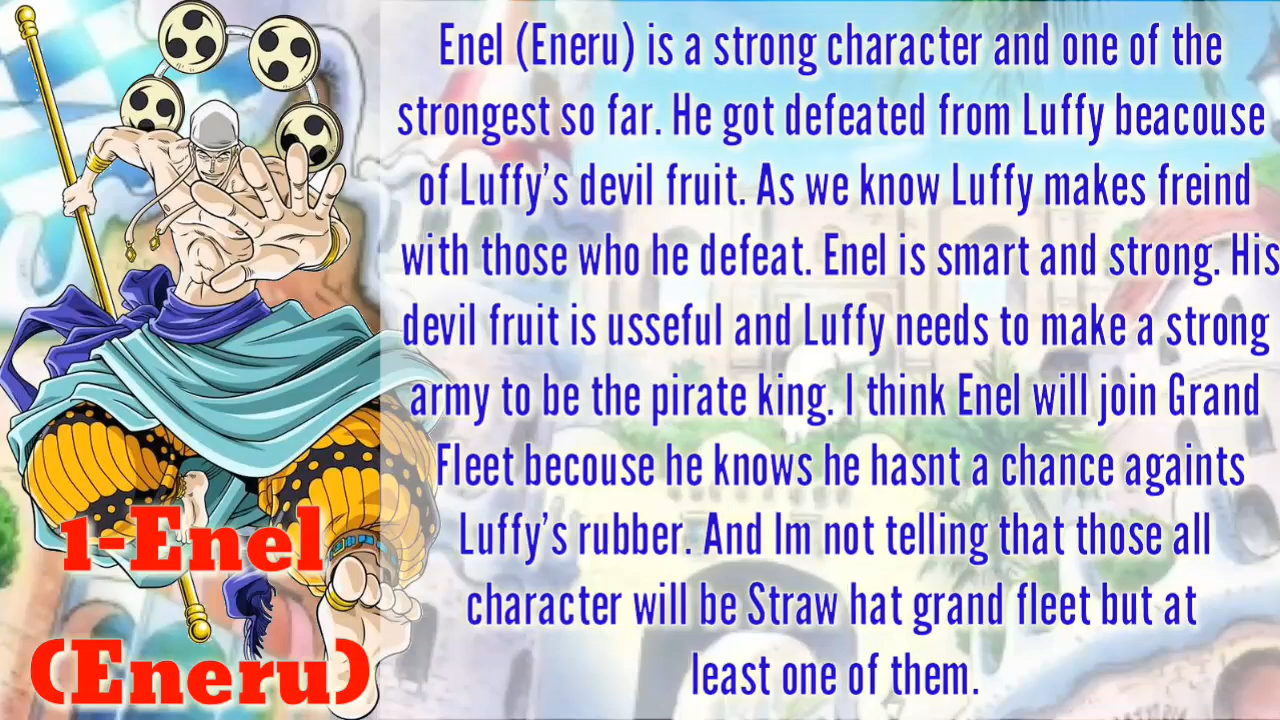 Enel (Eneru) is a strong character and one of the
strongest so far. He got defeated from Luffy beacouse
of Luffy's devil fruit. As we know Luffy makes freind
with those who he defeat. Enel is smart and strong. His
devil fruit is usseful and Luffy needs to make a strong
army to be the pirate king. I think Enel will join Grand
Fleet becouse he knows he hasnt a chance againts
Luffy's rubber. And Im not telling that those all
character will be Straw hat grand fleet but at
least one of them.
1-Enel
(Eneru)